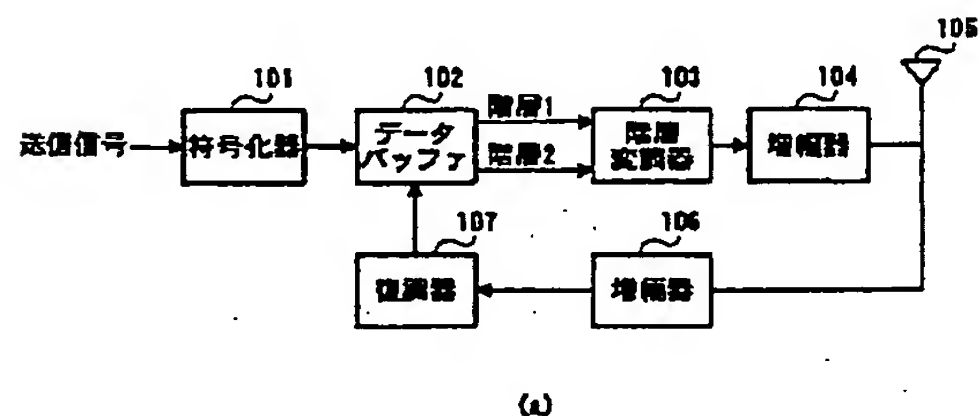 105
101
102
103
104
階層1
送信信号
符号化器
データ
バッファ
階層
変調器
増幅器
階層2
107
106
復調器
増幅器
(a)